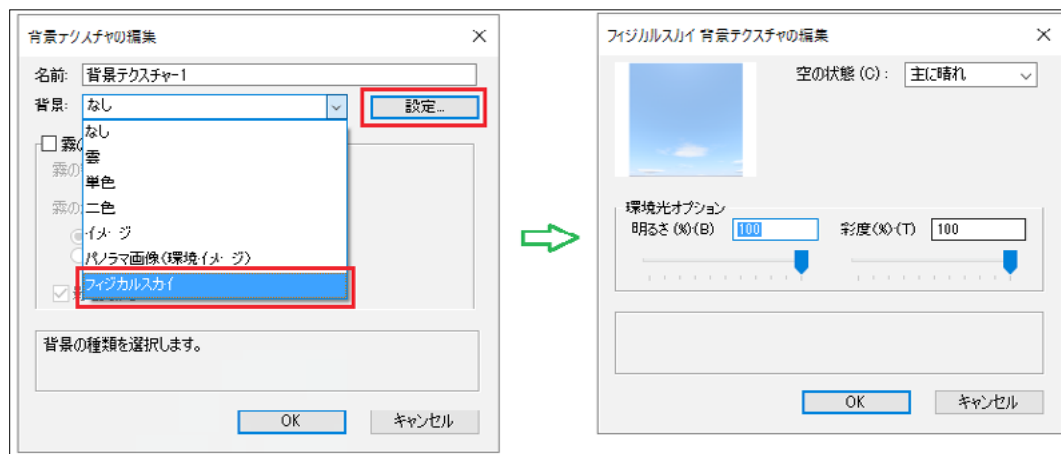 背景テクスチャの編集
名前: 背景テクスチャー-1
背景: なし
設定...
なし
雲
単色
霧の
二色
霧の
イメージ
パノラマ画像(環境イメージ)
フィジカルスカイ
背景の種類を選択します。
OK
キャンセル
フィジカルスカイ 背景テクスチャの編集
空の状態(C): 主に晴れ
環境光オプション
明るさ(%)(B) 100
彩度(%)(T) 100
OK
キャンセル